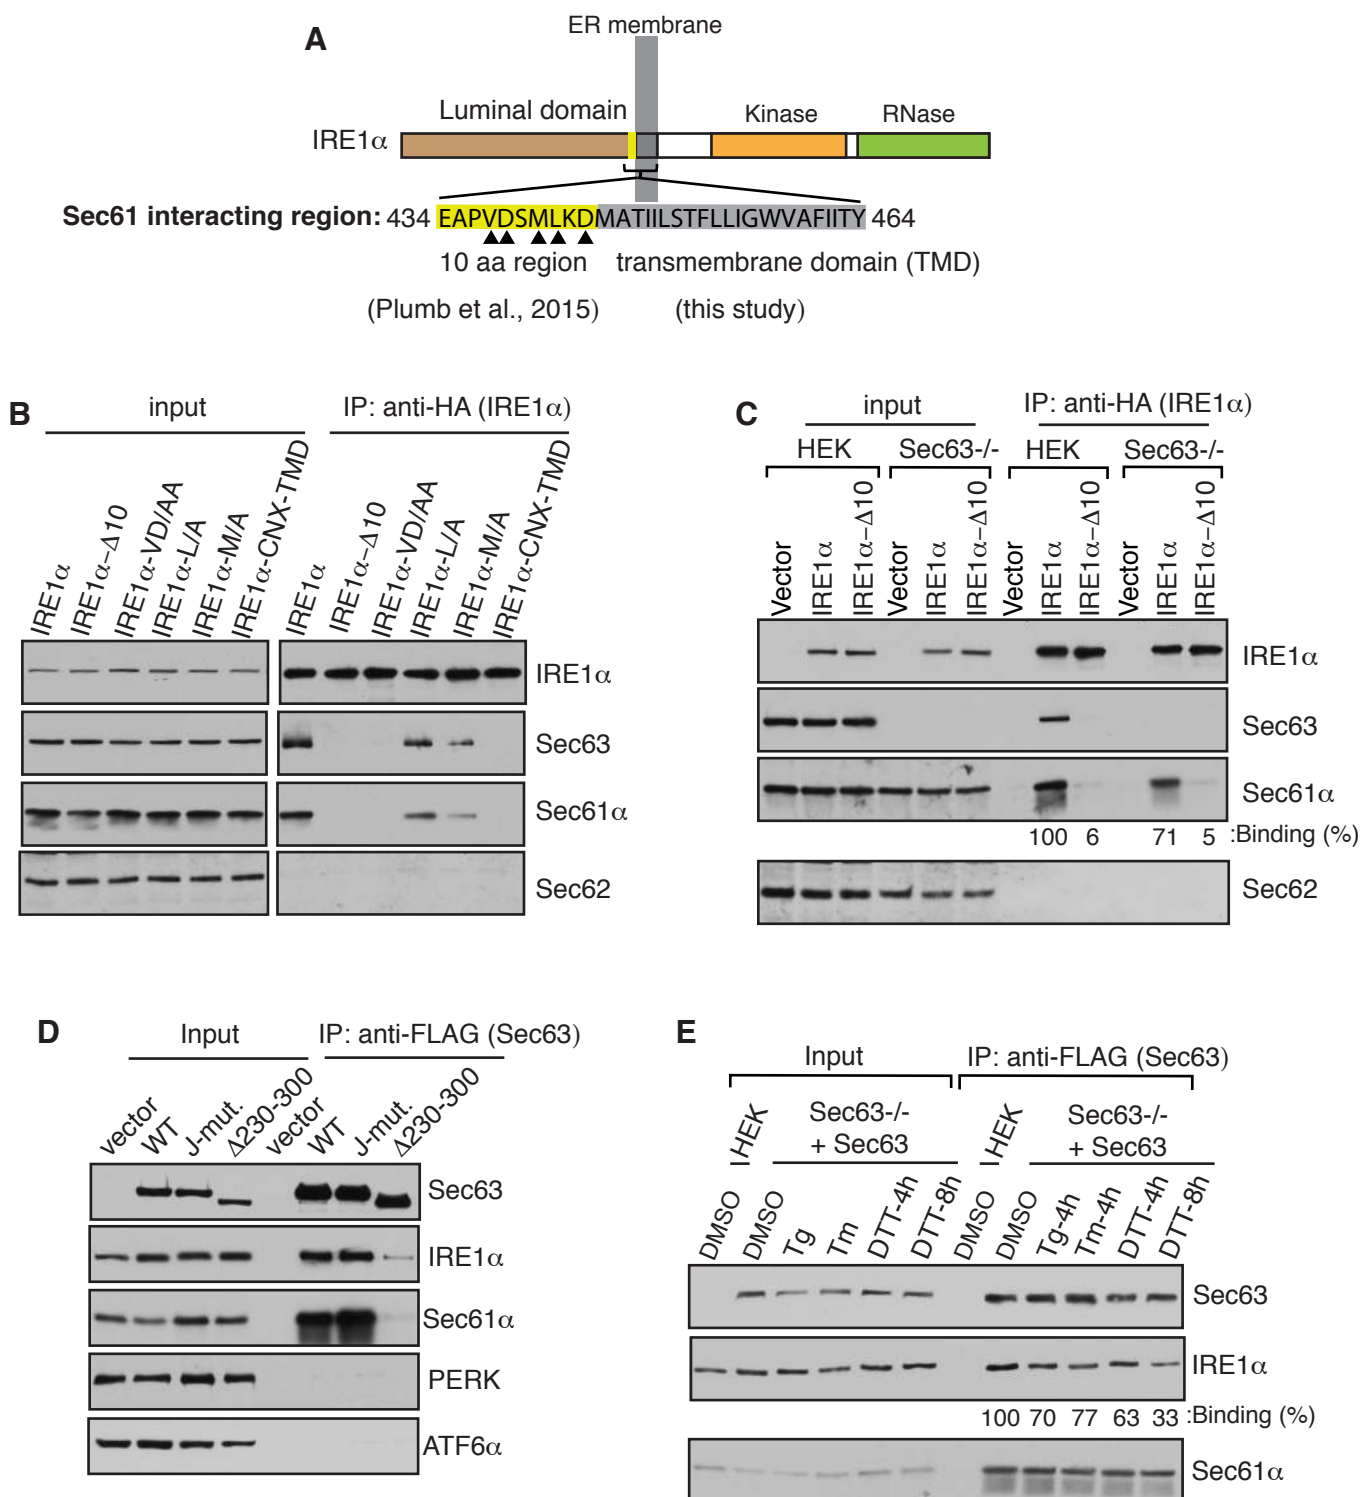 A
ER membrane
Luminal domain
Kinase
RNase
IRE1α
Sec61 interacting region: 434 EAPVDSMLKDMATIILSTFLLIGWVAFIITY 464
10 aa region
transmembrane domain (TMD)
(Plumb et al., 2015)
(this study)
B
input
IP: anti-HA (IRE1α)
IRE1α
IRE1α–Δ10
IRE1α-VD/AA
IRE1α-L/A
IRE1α-M/A
IRE1α-CNX-TMD
IRE1α
IRE1α–Δ10
IRE1α-VD/AA
IRE1α-L/A
IRE1α-M/A
IRE1α-CNX-TMD
IRE1α
Sec63
Sec61α
Sec62
C
input
IP: anti-HA (IRE1α)
HEK
Sec63-/-
HEK
Sec63-/-
Vector
IRE1α
IRE1α–Δ10
Vector
IRE1α
IRE1α–Δ10
Vector
IRE1α
IRE1α–Δ10
Vector
IRE1α
IRE1α–Δ10
IRE1α
Sec63
Sec61α
100 6 71 5 :Binding (%)
Sec62
D
Input
IP: anti-FLAG (Sec63)
vector
WT
J-mut.
Δ230-300
vector
WT
J-mut.
Δ230-300
Sec63
IRE1α
Sec61α
PERK
ATF6α
E
Input
IP: anti-FLAG (Sec63)
HEK
Sec63-/-
+ Sec63
HEK
Sec63-/-
+ Sec63
DMSO
DMSO
Tg
Tm
DTT-4h
DTT-8h
DMSO
DMSO
Tg-4h
Tm-4h
DTT-4h
DTT-8h
Sec63
IRE1α
100 70 77 63 33 :Binding (%)
Sec61α